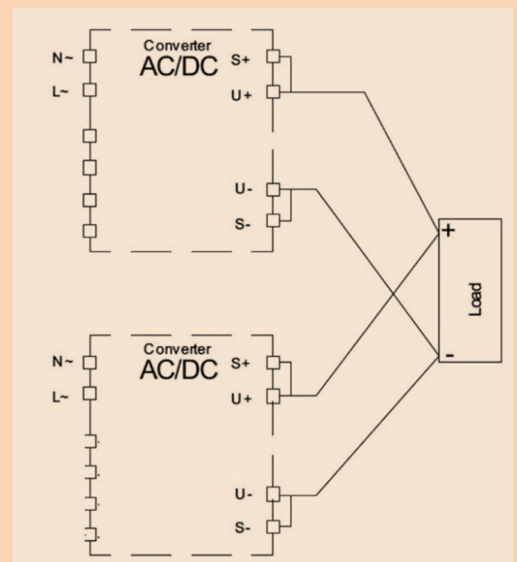 Converter
AC/DC
N~
S+
L~
U+
U-
S-
+
Load
-
Converter
AC/DC
N~
S+
L~
U+
U-
S-